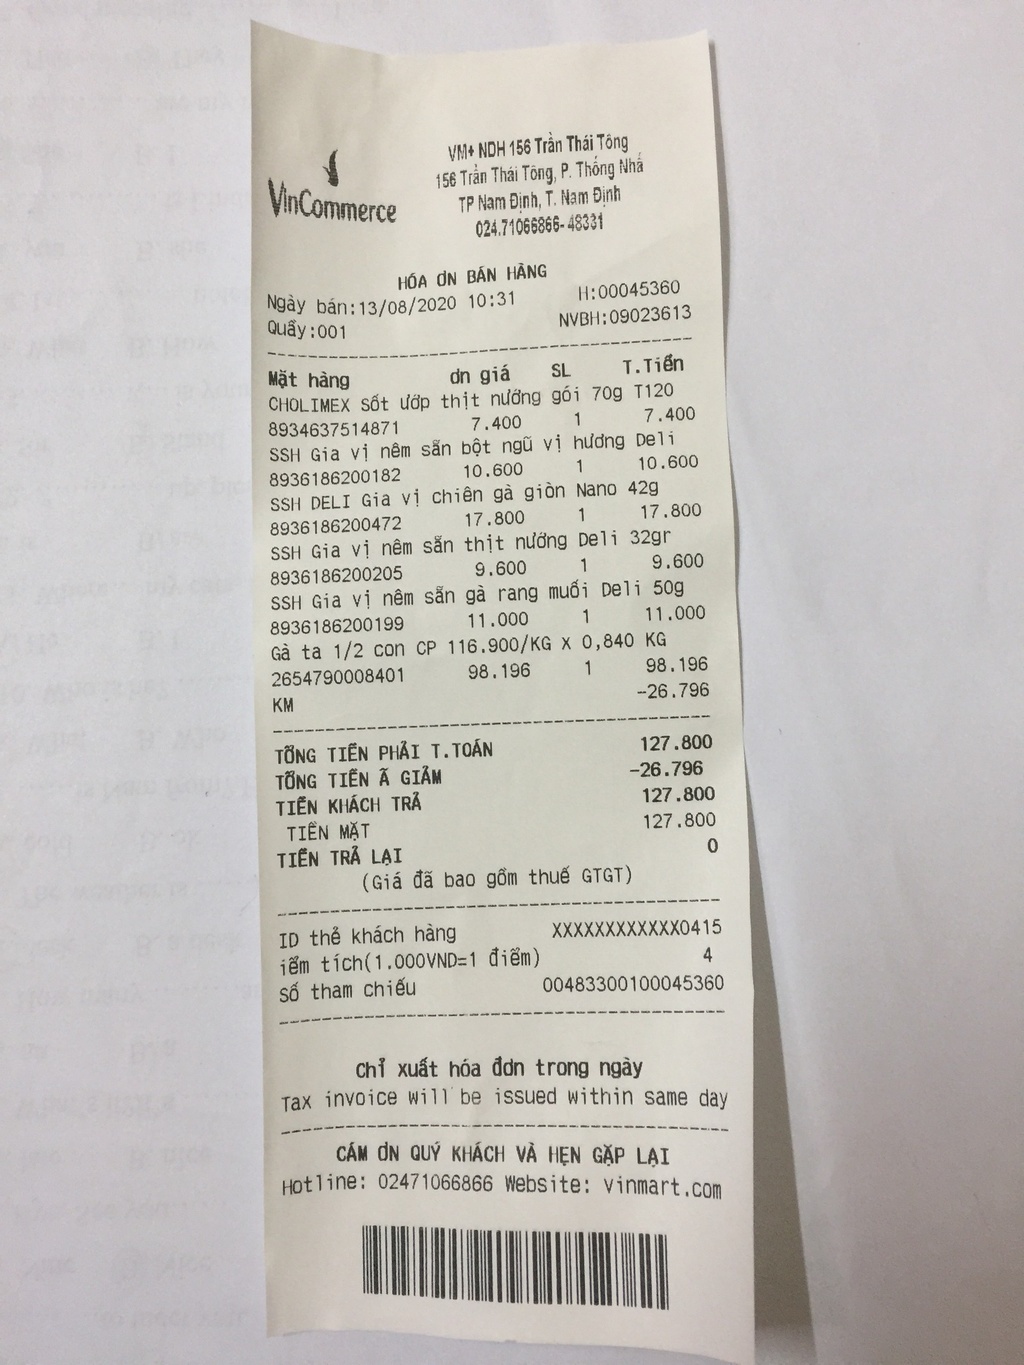 VinCommerce
VM+ NDH 156 Trần Thái Tông
156 Trần Thái Tông, P. Thống Nhấ
TP Nam Định, T. Nam Định
024.71066866-48331
HÓA ƠN BÁN HÀNG
Ngày bán:13/08/2020 10:31 H:00045360
Quầy:001 NVBH:09023613
Mặt hàng ơn giá SL T.Tiền
CHOLIMEX Sốt ướp thịt nướng gói 70g T120
8934637514871 7.400 1 7.400
SSH Gia vị nêm sẵn bột ngũ vị hương Deli
8936186200182 10.600 1 10.600
SSH DELI Gia vị chiên gà giòn Nano 42g
8936186200472 17.800 1 17.800
SSH Gia vị nêm sẵn thịt nướng Deli 32gr
8936186200205 9.600 1 9.600
SSH Gia vị nêm sẵn gà rang muối Deli 50g
8936186200199 11.000 1 11.000
Gà ta 1/2 con CP 116.900/KG X 0,840 KG
2654790008401 98.196 1 98.196
KM -26.796
TỔNG TIỀN PHẢI T.TOÁN 127.800
TỔNG TIỀN Ã GIẢM -26.796
TIỀN KHÁCH TRẢ 127.800
TIỀN MẶT 127.800
TIỀN TRẢ LẠI 0
(Giá đã bao gồm thuế GTGT)
ID thẻ khách hàng XXXXXXXXXXXX0415
iểm tích(1.000VND=1 điểm) 4
Số tham chiếu 00483300100045360
Chỉ xuất hóa đơn trong ngày
Tax invoice will be issued within same day
CÁM ƠN QUÝ KHÁCH VÀ HẸN GẶP LẠI
Hotline: 02471066866 Website: vinmart.com